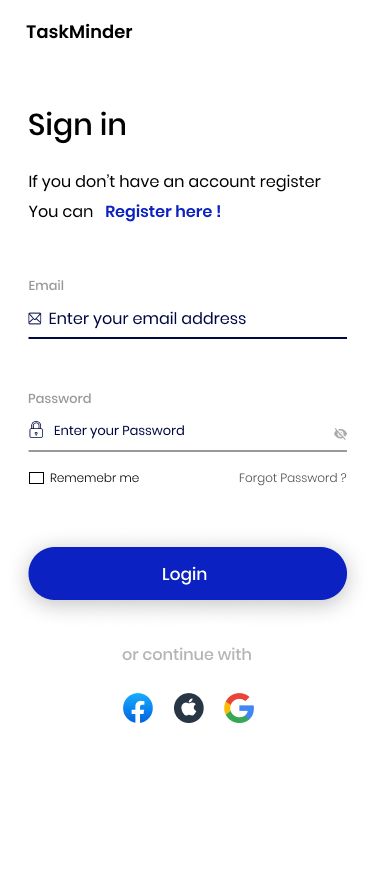 TaskMinder
Sign in
If you don't have an account register
You can Register here !
Email
Enter your email address
Password
Enter your Password
Rememebr me Forgot Password ?
Login
or continue with